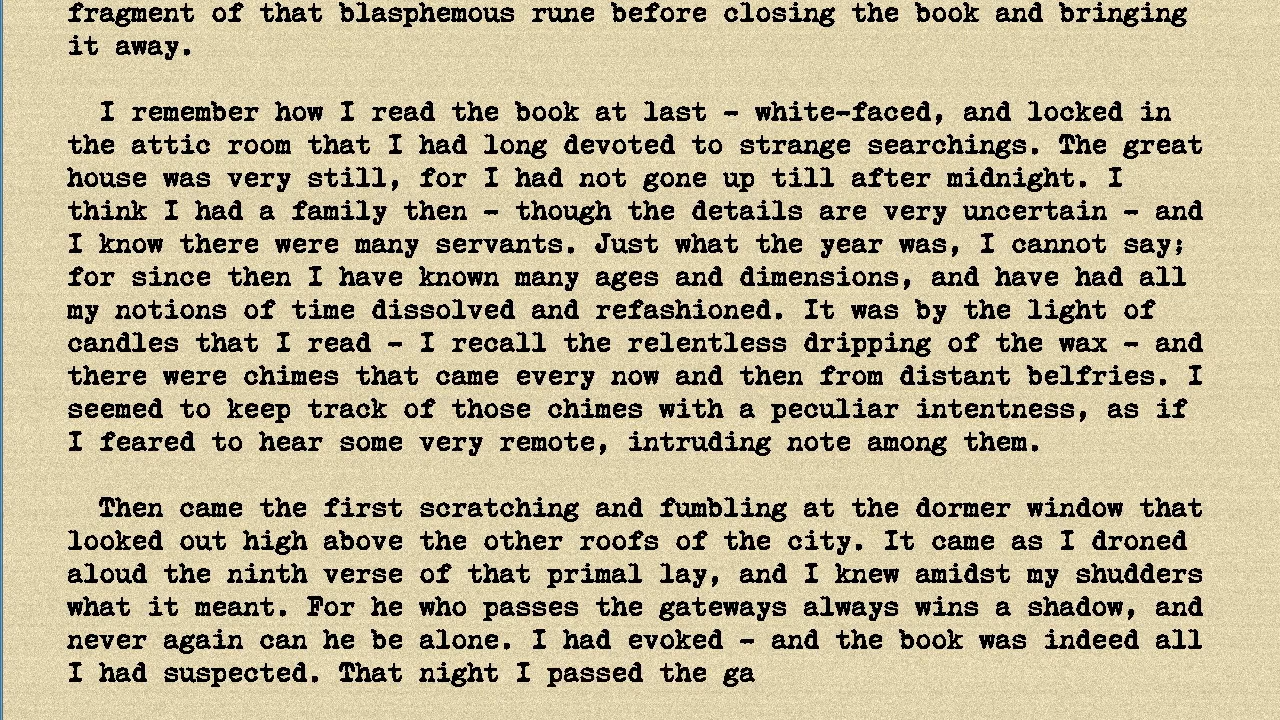 fragment of that blasphemous rune before closing the book and bringing
it away.
I remember how I read the book at last – white-faced, and locked in
the attic room that I had long devoted to strange searchings. The great
house was very still, for I had not gone up till after midnight. I
think I had a family then – though the details are very uncertain – and
I know there were many servants. Just what the year was, I cannot say;
for since then I have known many ages and dimensions, and have had all
my notions of time dissolved and refashioned. It was by the light of
candles that I read – I recall the relentless dripping of the wax – and
there were chimes that came every now and then from distant belfries. I
seemed to keep track of those chimes with a peculiar intentness, as if
I feared to hear some very remote, intruding note among them.
Then came the first scratching and fumbling at the dormer window that
looked out high above the other roofs of the city. It came as I droned
aloud the ninth verse of that primal lay, and I knew amidst my shudders
what it meant. For he who passes the gateways always wins a shadow, and
never again can he be alone. I had evoked – and the book was indeed all
I had suspected. That night I passed the ga